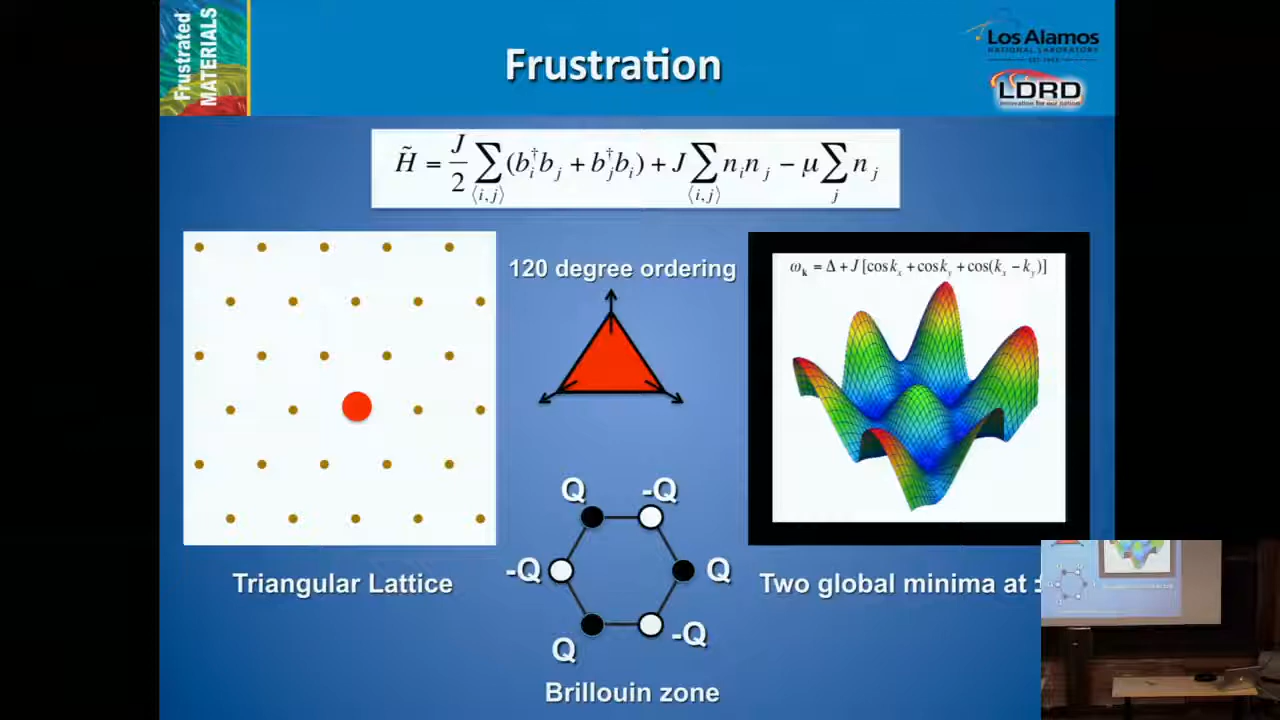 Frustrated
MATERIALS
Frustration
Los Alamos
NATIONAL LABORATORY
EST. 1943
LDRD
innovation for our nation
H̃ = J/2 ∑⟨i,j⟩ (b†ᵢbⱼ + b†ⱼbᵢ) + J ∑⟨i,j⟩ nᵢnⱼ − μ ∑ⱼ nⱼ
120 degree ordering
ω_k = Δ + J [cos k_x + cos k_y + cos(k_x − k_y)]
Q
-Q
-Q
Q
Q
-Q
Triangular Lattice
Two global minima at
Brillouin zone